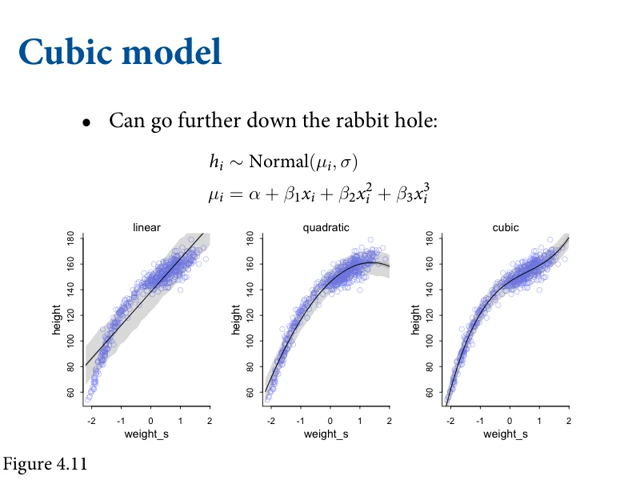 Cubic model
• Can go further down the rabbit hole:
hᵢ ∼ Normal(μᵢ, σ)
μᵢ = α + β₁xᵢ + β₂xᵢ² + β₃xᵢ³
linear
180
160
140
120
100
80
60
height
-2 -1 0 1 2
weight_s
quadratic
180
160
140
120
100
80
60
height
-2 -1 0 1 2
weight_s
cubic
180
160
140
120
100
80
60
height
-2 -1 0 1 2
weight_s
Figure 4.11